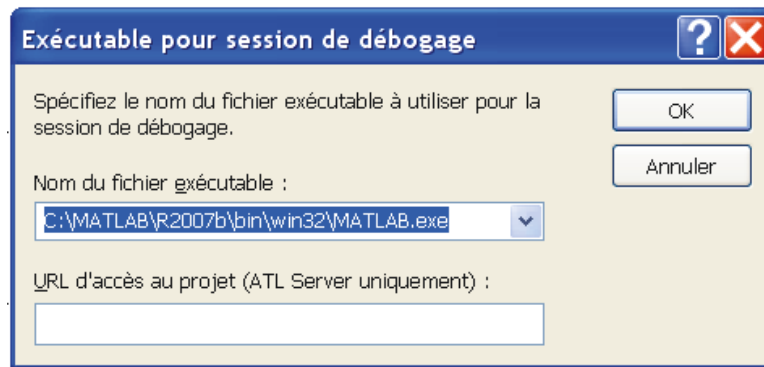 Exécutable pour session de débogage
?
Spécifiez le nom du fichier exécutable à utiliser pour la
session de débogage.
OK
Annuler
Nom du fichier exécutable :
C:\MATLAB\R2007b\bin\win32\MATLAB.exe
URL d'accès au projet (ATL Server uniquement) :